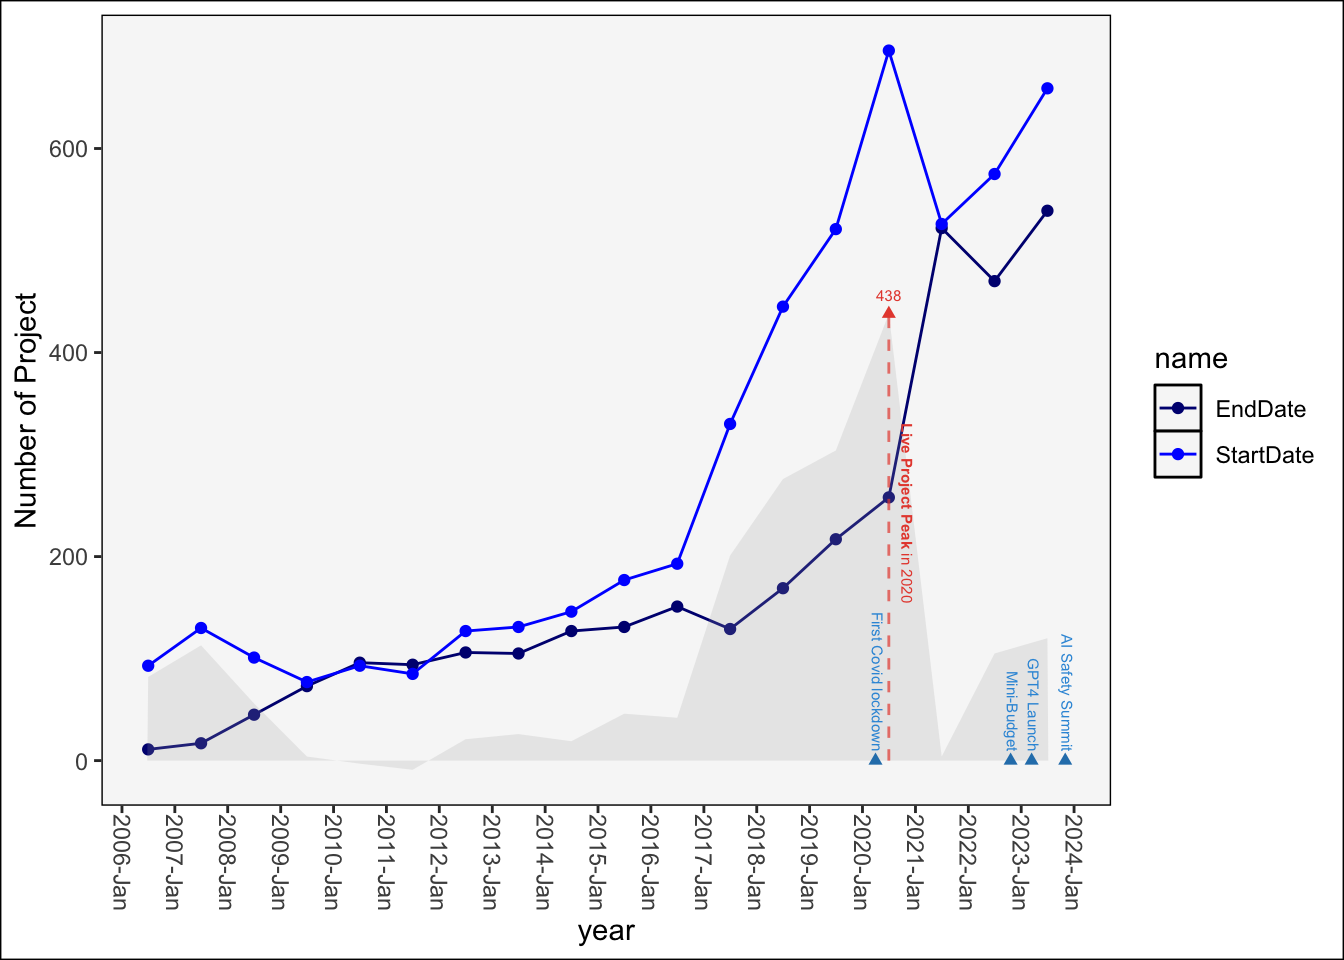 Number of Project
600
400
200
0
438
Live Project Peak in 2020
First Covid lockdown
Mini-Budget
GPT4 Launch
AI Safety Summit
2006-Jan
2007-Jan
2008-Jan
2009-Jan
2010-Jan
2011-Jan
2012-Jan
2013-Jan
2014-Jan
2015-Jan
2016-Jan
2017-Jan
2018-Jan
2019-Jan
2020-Jan
2021-Jan
2022-Jan
2023-Jan
2024-Jan
year
name
EndDate
StartDate